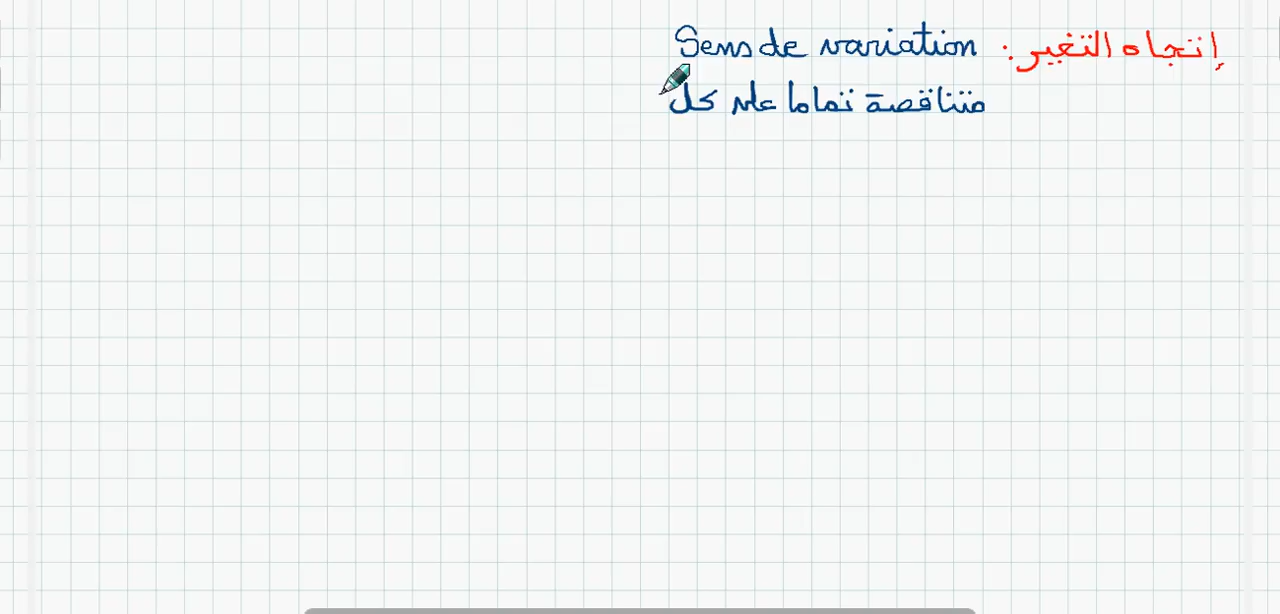 إتجاه التغير: Sens de variation
متناقصة تماما على كل